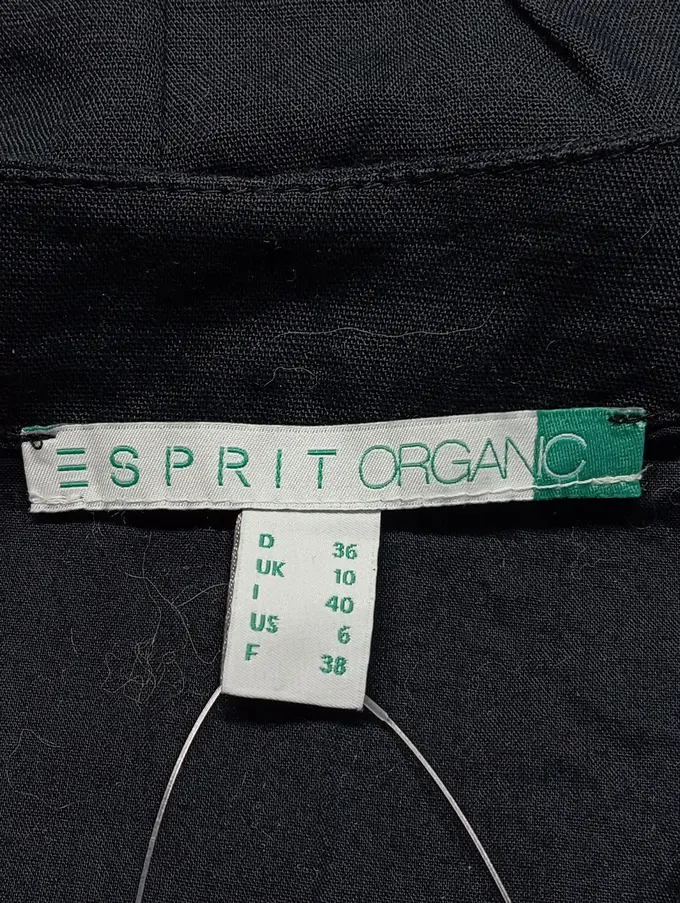 ESPRIT ORGANIC
D 36
UK 10
I 40
US 6
F 38